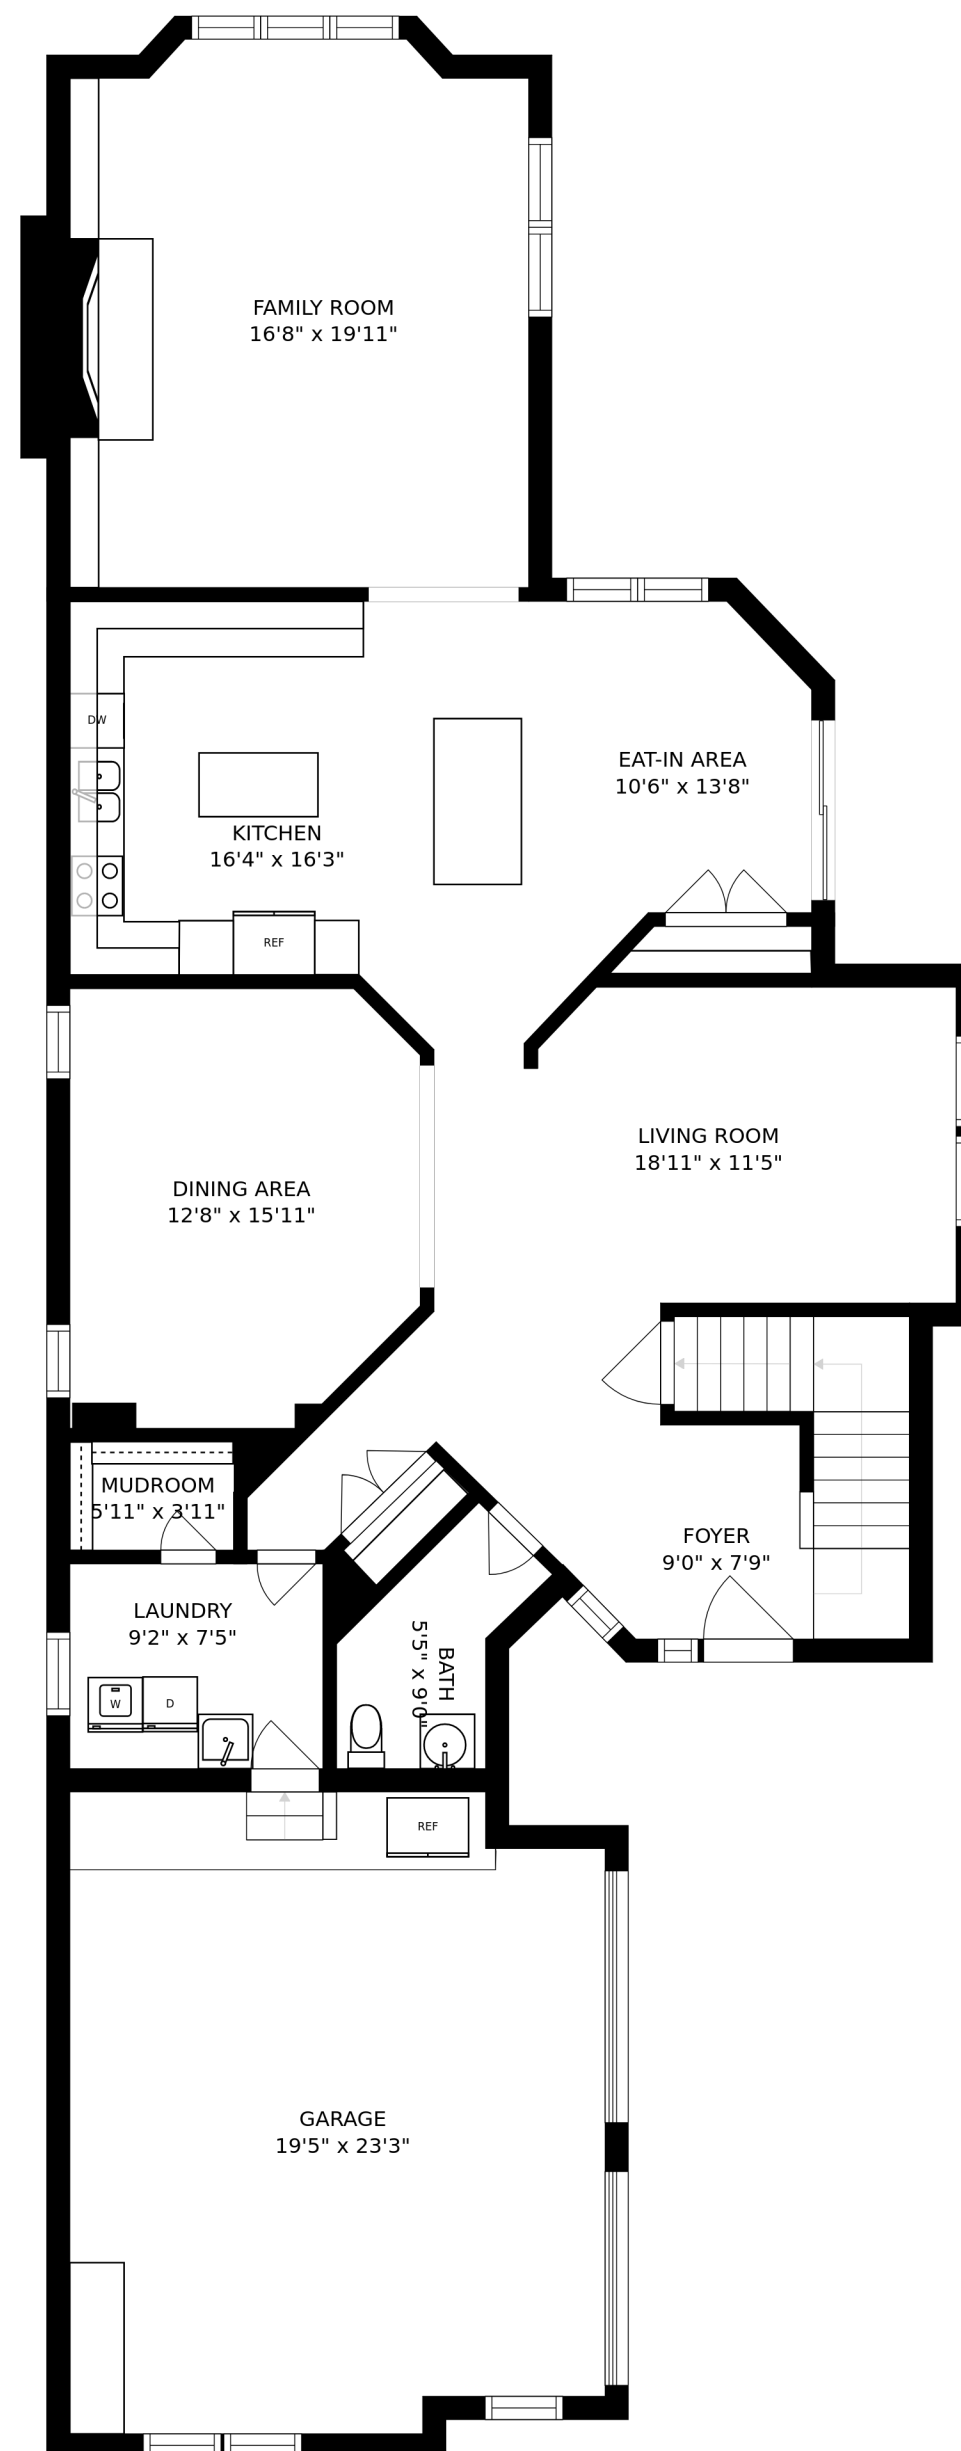 FAMILY ROOM
16'8" x 19'11"
DW
EAT-IN AREA
10'6" x 13'8"
KITCHEN
16'4" x 16'3"
REF
LIVING ROOM
18'11" x 11'5"
DINING AREA
12'8" x 15'11"
MUDROOM
5'11" x 3'11"
FOYER
9'0" x 7'9"
LAUNDRY
9'2" x 7'5"
BATH
5'5" x 9'0"
W
D
REF
GARAGE
19'5" x 23'3"